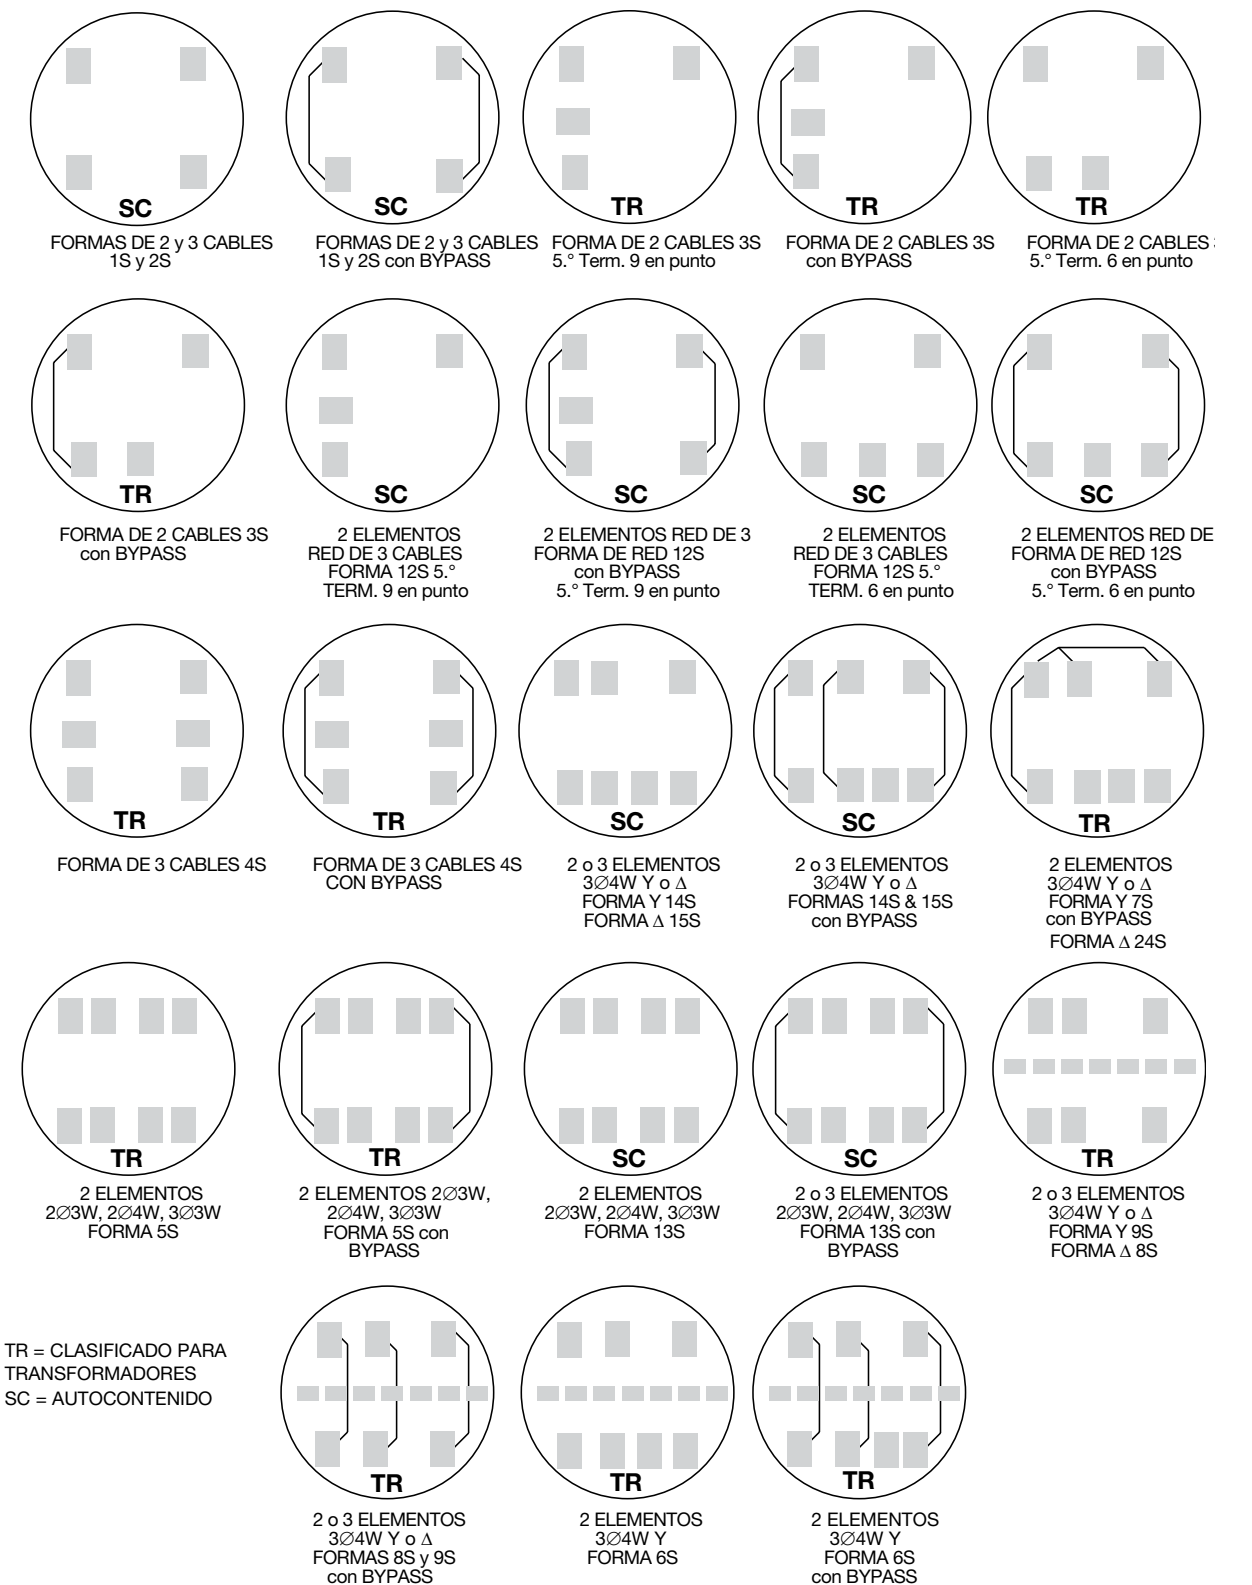 SC
FORMAS DE 2 y 3 CABLES
1S y 2S
SC
FORMAS DE 2 y 3 CABLES
1S y 2S con BYPASS
TR
FORMA DE 2 CABLES 3S
5.° Term. 9 en punto
TR
FORMA DE 2 CABLES 3S
con BYPASS
TR
FORMA DE 2 CABLES
5.° Term. 6 en punto
TR
FORMA DE 2 CABLES 3S
con BYPASS
SC
2 ELEMENTOS
RED DE 3 CABLES
FORMA 12S 5.°
TERM. 9 en punto
SC
2 ELEMENTOS RED DE 3
FORMA DE RED 12S
con BYPASS
5.° Term. 9 en punto
SC
2 ELEMENTOS
RED DE 3 CABLES
FORMA 12S 5.°
TERM. 6 en punto
SC
2 ELEMENTOS RED DE
FORMA DE RED 12S
con BYPASS
5.° Term. 6 en punto
TR
FORMA DE 3 CABLES 4S
TR
FORMA DE 3 CABLES 4S
CON BYPASS
SC
2 o 3 ELEMENTOS
3∅4W Y o Δ
FORMA Y 14S
FORMA Δ 15S
SC
2 o 3 ELEMENTOS
3∅4W Y o Δ
FORMAS 14S & 15S
con BYPASS
TR
2 ELEMENTOS
3∅4W Y o Δ
FORMA Y 7S
con BYPASS
FORMA Δ 24S
TR
2 ELEMENTOS
2∅3W, 2∅4W, 3∅3W
FORMA 5S
TR
2 ELEMENTOS 2∅3W,
2∅4W, 3∅3W
FORMA 5S con
BYPASS
SC
2 ELEMENTOS
2∅3W, 2∅4W, 3∅3W
FORMA 13S
SC
2 o 3 ELEMENTOS
2∅3W, 2∅4W, 3∅3W
FORMA 13S con
BYPASS
TR
2 o 3 ELEMENTOS
3∅4W Y o Δ
FORMA Y 9S
FORMA Δ 8S
TR = CLASIFICADO PARA
TRANSFORMADORES
SC = AUTOCONTENIDO
TR
2 o 3 ELEMENTOS
3∅4W Y o Δ
FORMAS 8S y 9S
con BYPASS
TR
2 ELEMENTOS
3∅4W Y
FORMA 6S
TR
2 ELEMENTOS
3∅4W Y
FORMA 6S
con BYPASS